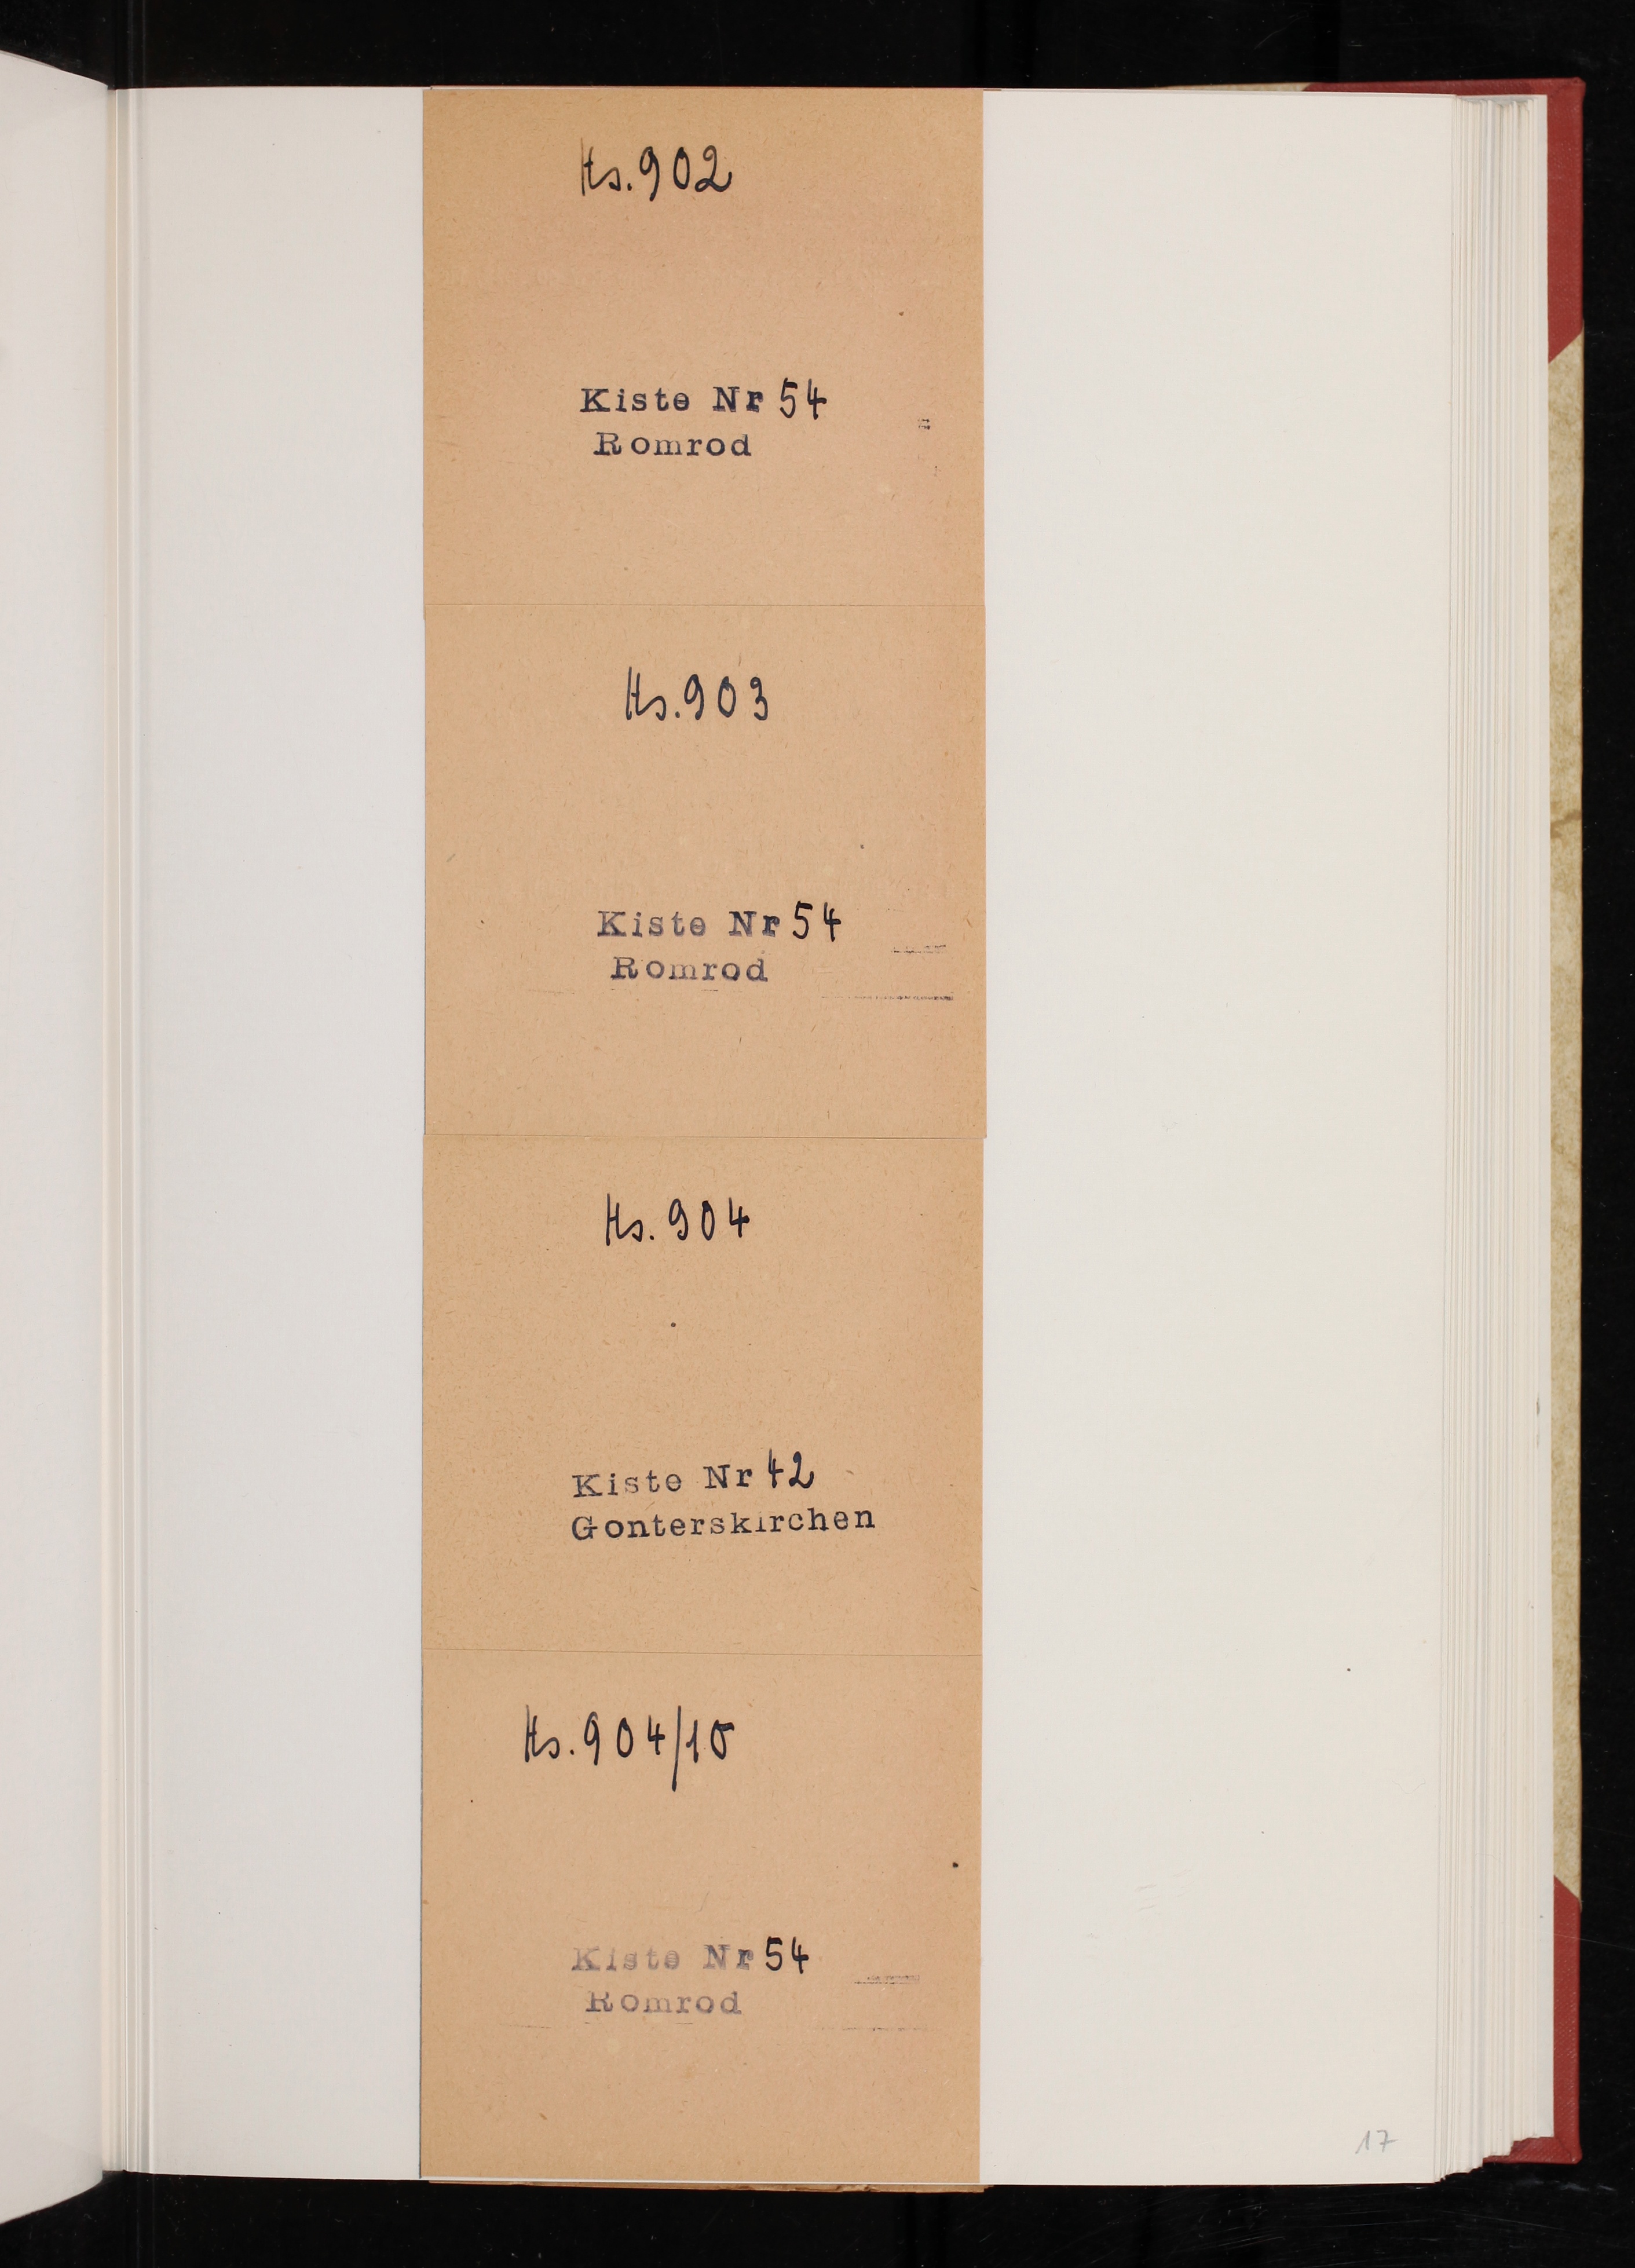 Hs. 902
Kiste Nr 54
Romrod
Hs. 903
Kiste Nr 54
Romrod
Hs. 904
Kiste Nr 42
Gonterskirchen
Hs. 904/10
Kiste Nr 54
Romrod
17